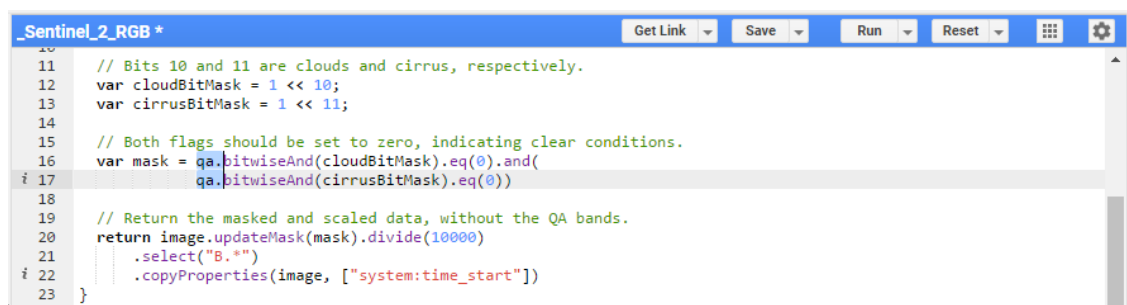 _Sentinel_2_RGB *
Get Link Save Run Reset
10
11 // Bits 10 and 11 are clouds and cirrus, respectively.
12 var cloudBitMask = 1 << 10;
13 var cirrusBitMask = 1 << 11;
14
15 // Both flags should be set to zero, indicating clear conditions.
16 var mask = qa.bitwiseAnd(cloudBitMask).eq(0).and(
i 17 qa.bitwiseAnd(cirrusBitMask).eq(0))
18
19 // Return the masked and scaled data, without the QA bands.
20 return image.updateMask(mask).divide(10000)
21 .select("B.*")
i 22 .copyProperties(image, ["system:time_start"])
23 }